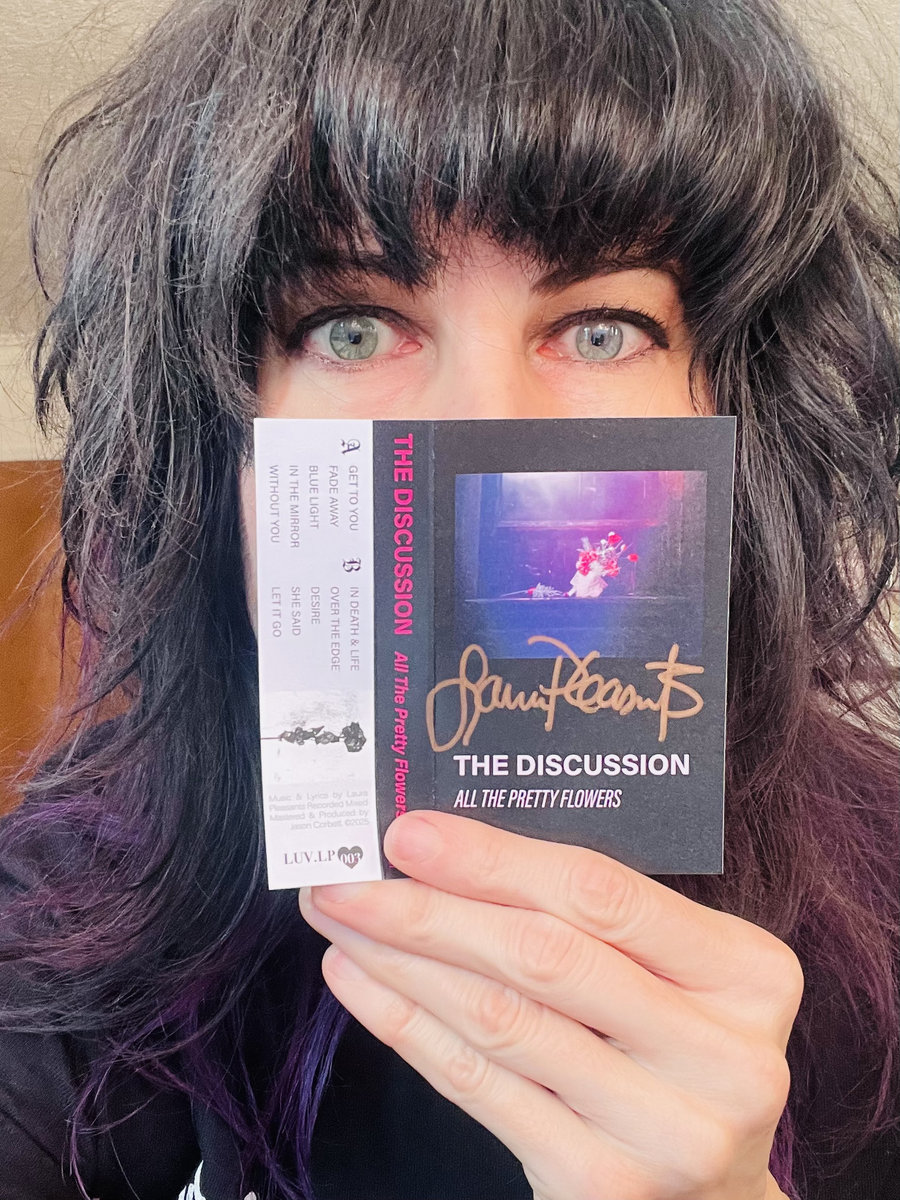 A
GET TO YOU
FADE AWAY
BLUE LIGHT
IN THE MIRROR
WITHOUT YOU
B
IN DEATH & LIFE
OVER THE EDGE
DESIRE
SHE SAID
LET IT GO
Music & Lyrics by Laura
Pleasants Recorded Mixed
Mastered & Produced by
Jason Corbett ©2025
LUV.LP 003
THE DISCUSSION All The Pretty Flowers
Laura Pleasants
THE DISCUSSION
ALL THE PRETTY FLOWERS